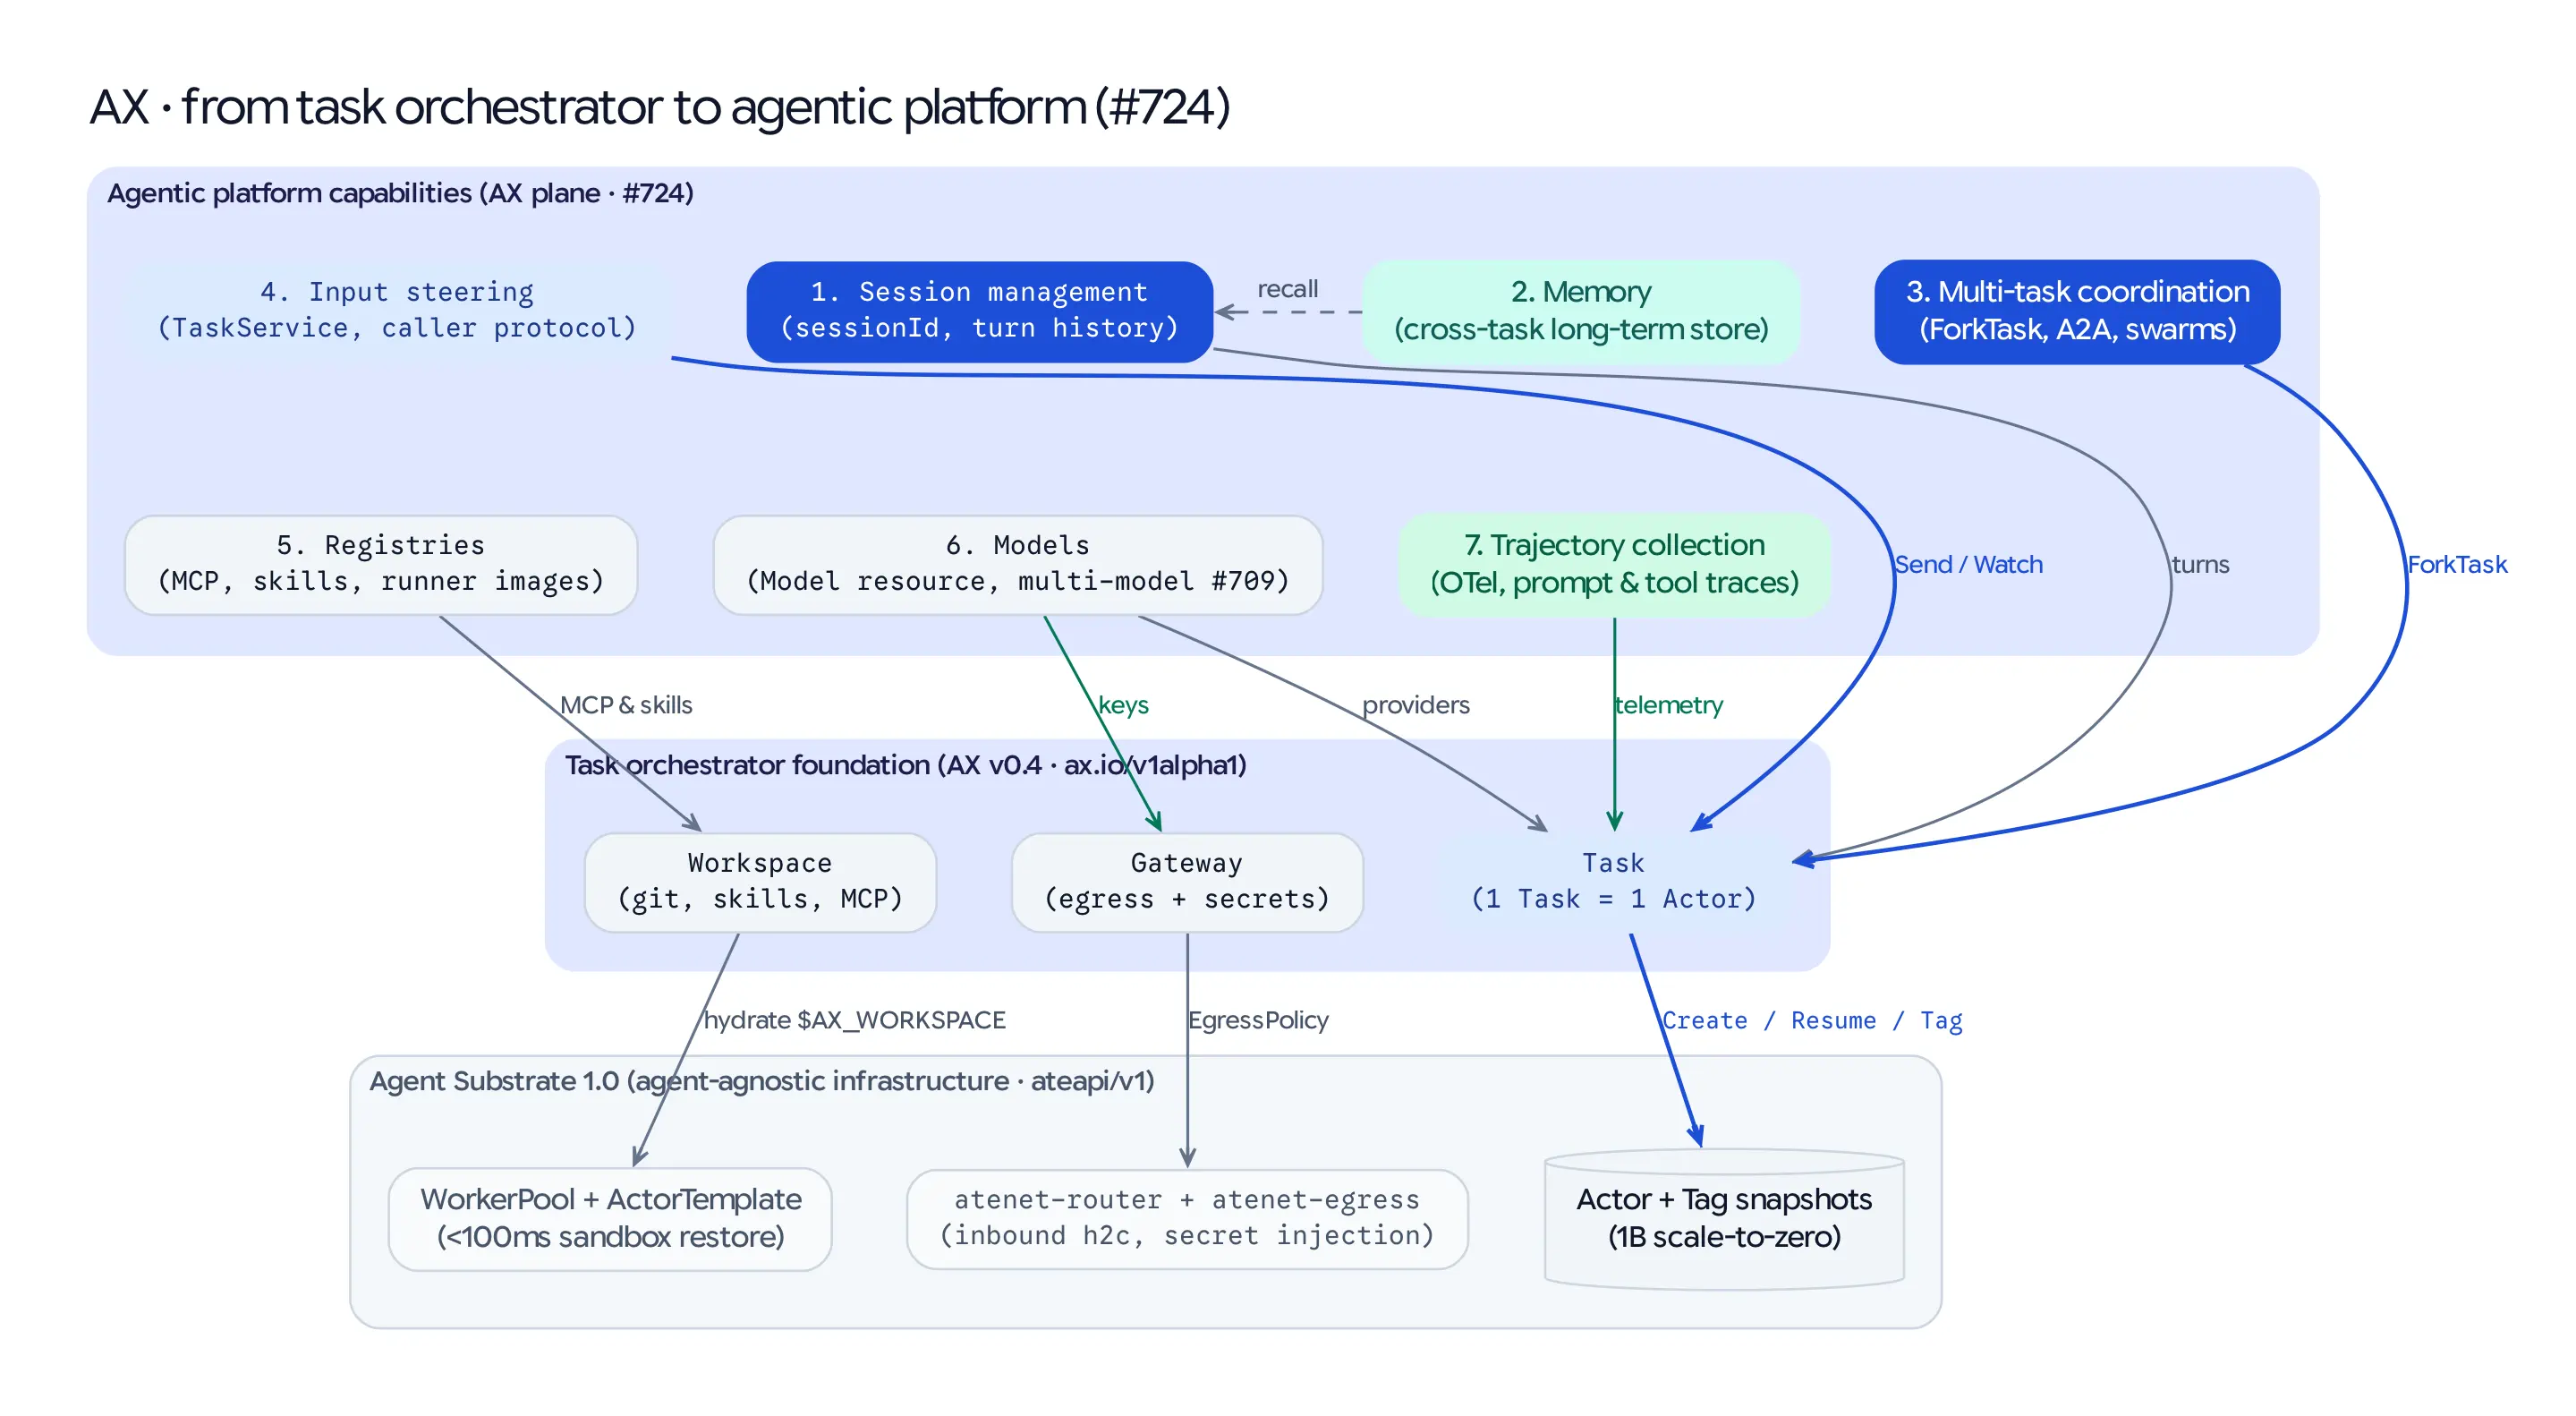 AX · from task orchestrator to agentic platform (#724)
Agentic platform capabilities (AX plane · #724)
4. Input steering
(TaskService, caller protocol)
1. Session management
(sessionId, turn history)
recall
2. Memory
(cross-task long-term store)
3. Multi-task coordination
(ForkTask, A2A, swarms)
5. Registries
(MCP, skills, runner images)
6. Models
(Model resource, multi-model #709)
7. Trajectory collection
(OTel, prompt & tool traces)
Send / Watch
turns
ForkTask
MCP & skills
keys
providers
telemetry
Task orchestrator foundation (AX v0.4 · ax.io/v1alpha1)
Workspace
(git, skills, MCP)
Gateway
(egress + secrets)
Task
(1 Task = 1 Actor)
hydrate $AX_WORKSPACE
EgressPolicy
Create / Resume / Tag
Agent Substrate 1.0 (agent-agnostic infrastructure · ateapi/v1)
WorkerPool + ActorTemplate
(<100ms sandbox restore)
atenet-router + atenet-egress
(inbound h2c, secret injection)
Actor + Tag snapshots
(1B scale-to-zero)